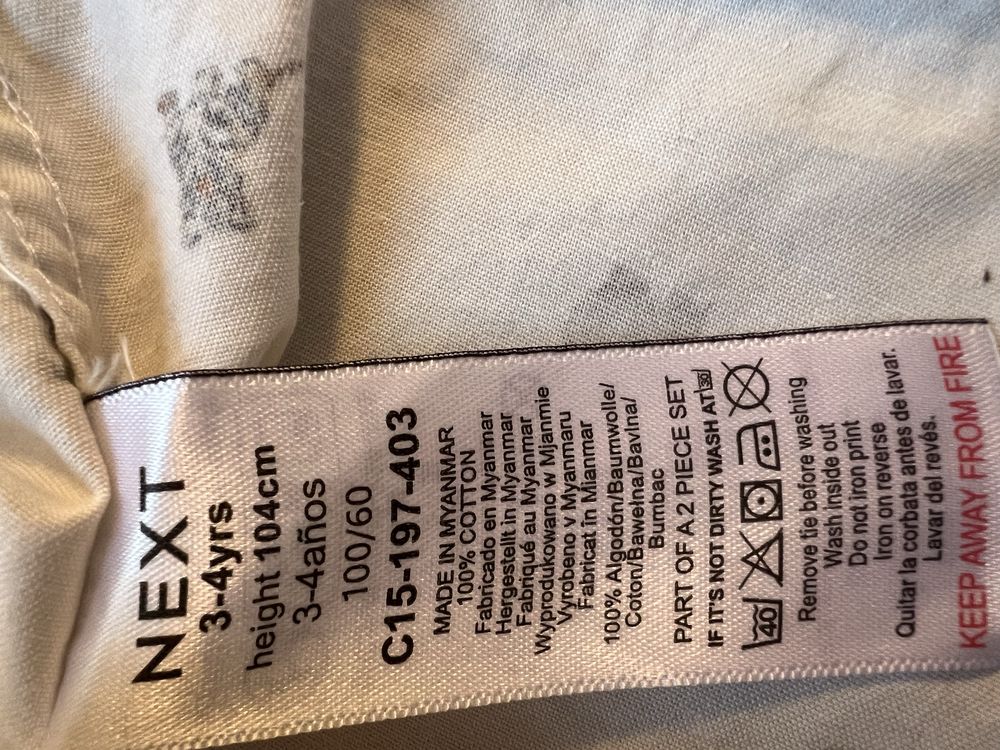 NEXT
3-4yrs
height 104cm
3-4años
100/60
C15-197-403
MADE IN MYANMAR
100% COTTON
Fabricado en Myanmar
Hergestellt in Myanmar
Fabriqué au Myanmar
Wyprodukowano w Mjanmie
Vyrobeno v Myanmaru
Fabricat în Mianmar
100% Algodón/Baumwolle/
Coton/Bawełna/Bavlna/
Bumbac
PART OF A 2 PIECE SET
IF IT'S NOT DIRTY WASH AT 30
40
Remove tie before washing
Wash inside out
Do not iron print
Iron on reverse
Quitar la corbata antes de lavar.
Lavar del revés.
KEEP AWAY FROM FIRE